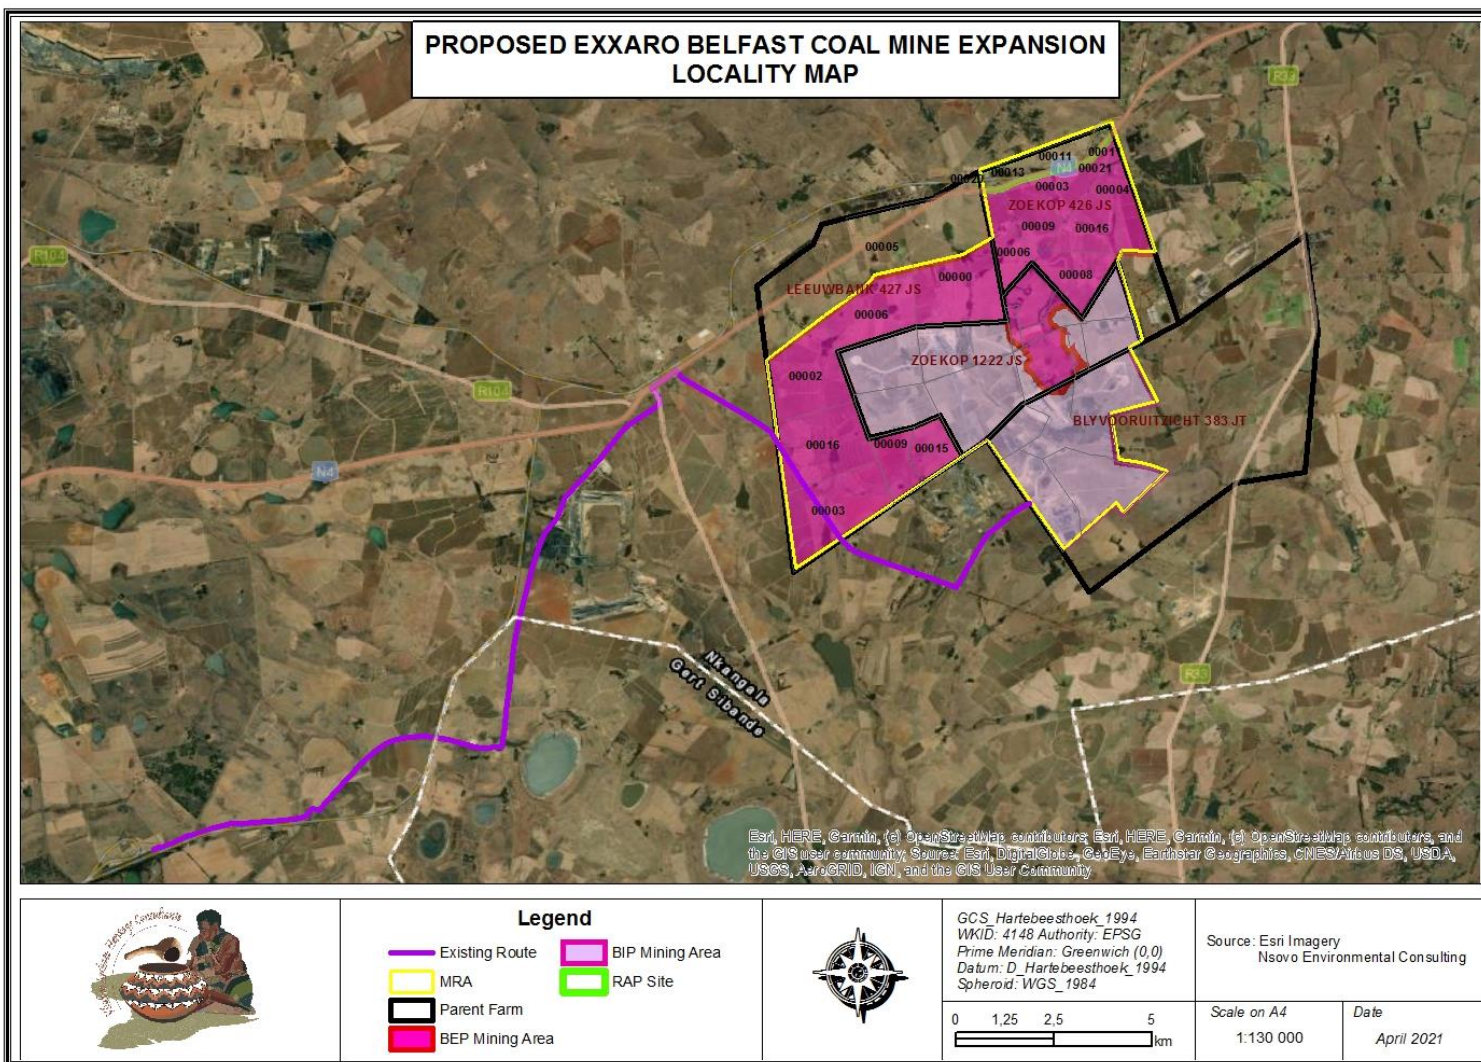 PROPOSED EXXARO BELFAST COAL MINE EXPANSION
LOCALITY MAP
R33
00011
0001
N4
00021
00013
00003
00004
ZOEKOP 426 JS
00009
00016
00005
00006
00008
00000
R104
LEEUWBANK 427 JS
00006
ZOEKOP 1222 JS
00002
R104
BLYVOORUITZICHT 383 JT
00016
00009
00015
N4
00003
Nkangala
Gert Sibande
R33
Esri, HERE, Garmin, (c) OpenStreetMap contributors, Esri, HERE, Garmin, (c) OpenStreetMap contributors, and
the GIS user community, Source: Esri, DigitalGlobe, GeoEye, Earthstar Geographics, CNES/Airbus DS, USDA,
USGS, AeroGRID, IGN, and the GIS User Community
Heritage Consultants
Legend
Existing Route
BIP Mining Area
MRA
RAP Site
Parent Farm
BEP Mining Area
GCS_Hartebeesthoek_1994
WKID: 4148 Authority: EPSG
Prime Meridian: Greenwich (0,0)
Datum: D_Hartebeesthoek_1994
Spheroid: WGS_1984
0 1,25 2,5 5
km
Source: Esri Imagery
Nsovo Environmental Consulting
Scale on A4
1:130 000
Date
April 2021